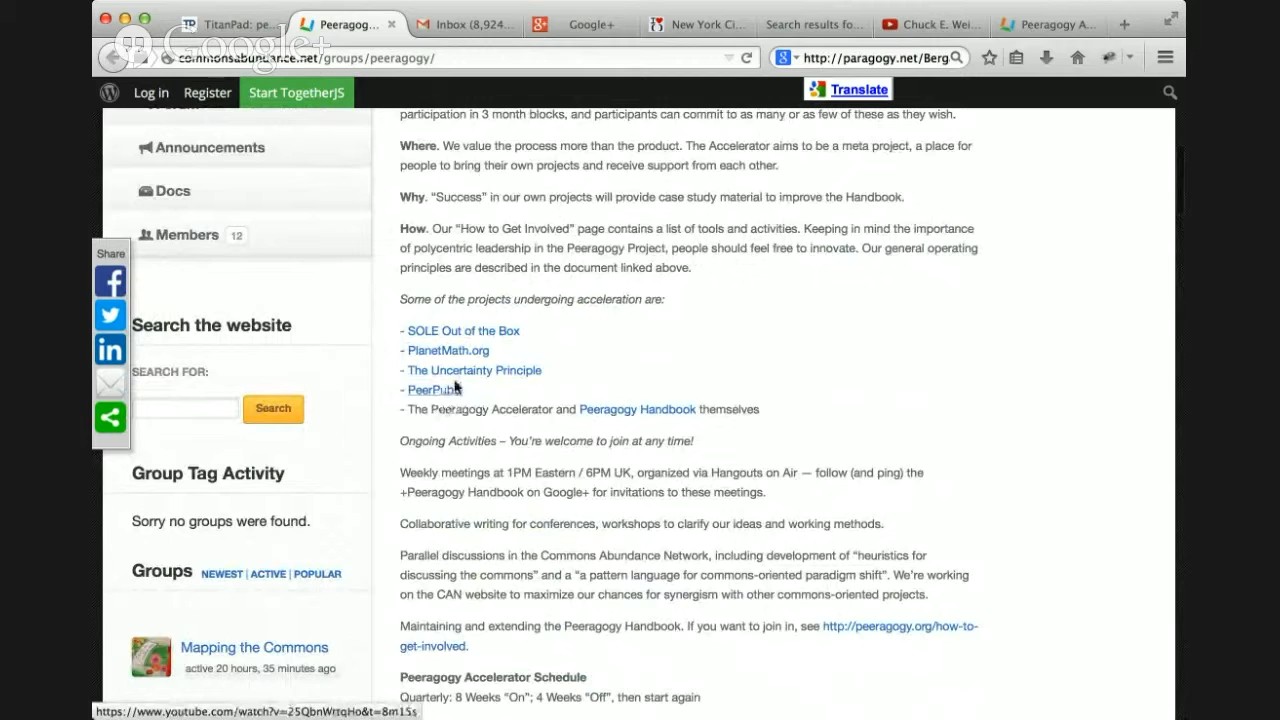 TitanPad: pe...
Peeragog...
Inbox (8,924...
Google+
New York Ci...
Search results fo...
Chuck E. Wei...
Peeragogy A...
Google+
commonsabundance.net/groups/peeragogy/
http://paragogy.net/Berg
Log in
Register
Start TogetherJS
Translate
Announcements
Docs
Members 12
Share
Search the website
SEARCH FOR:
Search
Group Tag Activity
Sorry no groups were found.
Groups NEWEST | ACTIVE | POPULAR
Mapping the Commons
active 20 hours, 35 minutes ago
participation in 3 month blocks, and participants can commit to as many or as few of these as they wish.
Where. We value the process more than the product. The Accelerator aims to be a meta project, a place for
people to bring their own projects and receive support from each other.
Why. “Success” in our own projects will provide case study material to improve the Handbook.
How. Our “How to Get Involved” page contains a list of tools and activities. Keeping in mind the importance
of polycentric leadership in the Peeragogy Project, people should feel free to innovate. Our general operating
principles are described in the document linked above.
Some of the projects undergoing acceleration are:
- SOLE Out of the Box
- PlanetMath.org
- The Uncertainty Principle
-
- The Peeragogy Accelerator and Peeragogy Handbook themselves
Ongoing Activities – You’re welcome to join at any time!
Weekly meetings at 1PM Eastern / 6PM UK, organized via Hangouts on Air — follow (and ping) the
+Peeragogy Handbook on Google+ for invitations to these meetings.
Collaborative writing for conferences, workshops to clarify our ideas and working methods.
Parallel discussions in the Commons Abundance Network, including development of “heuristics for
discussing the commons” and a “a pattern language for commons-oriented paradigm shift”. We’re working
on the CAN website to maximize our chances for synergism with other commons-oriented projects.
Maintaining and extending the Peeragogy Handbook. If you want to join in, see http://peeragogy.org/how-to-
get-involved.
Peeragogy Accelerator Schedule
Quarterly: 8 Weeks “On”; 4 Weeks “Off”, then start again
https://www.youtube.com/watch?v=25QbnWrtqHo&t=8m15s